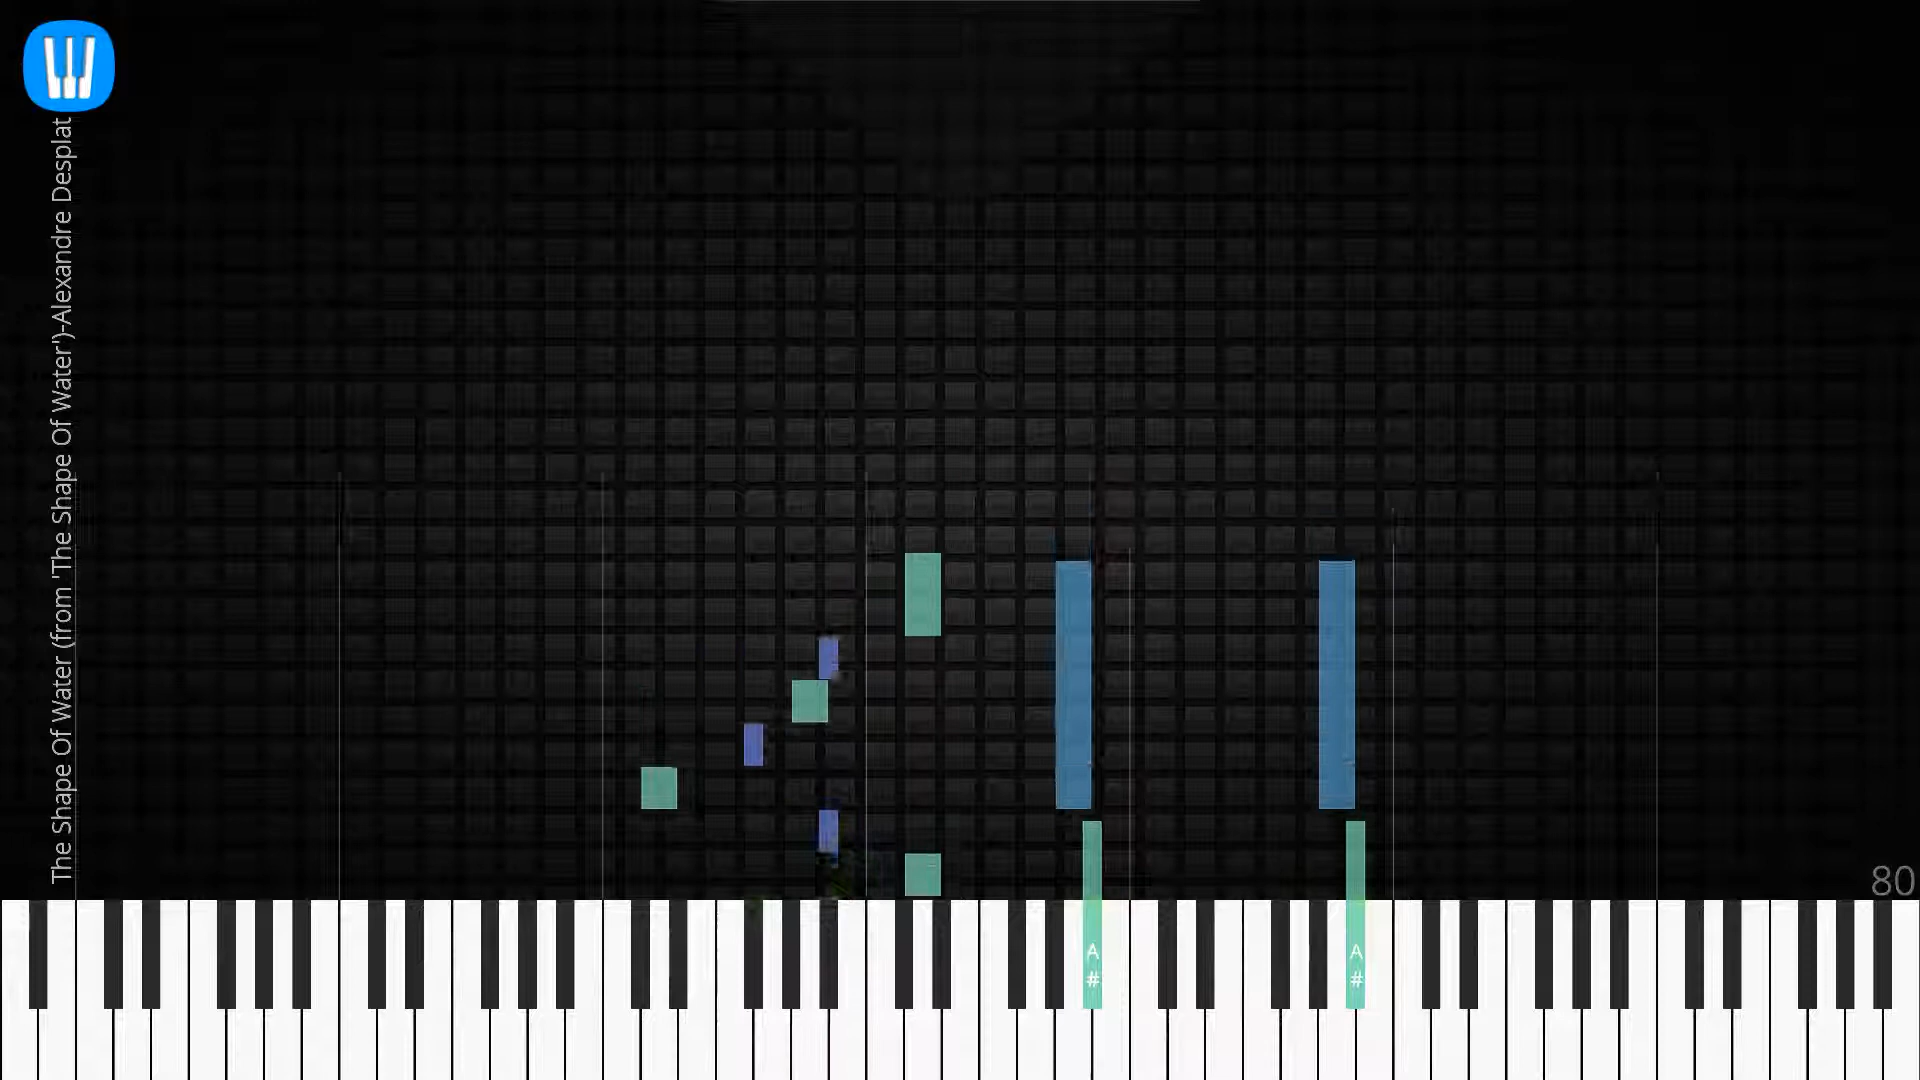 The Shape Of Water (from 'The Shape Of Water')-Alexandre Desplat
80
A
#
A
#